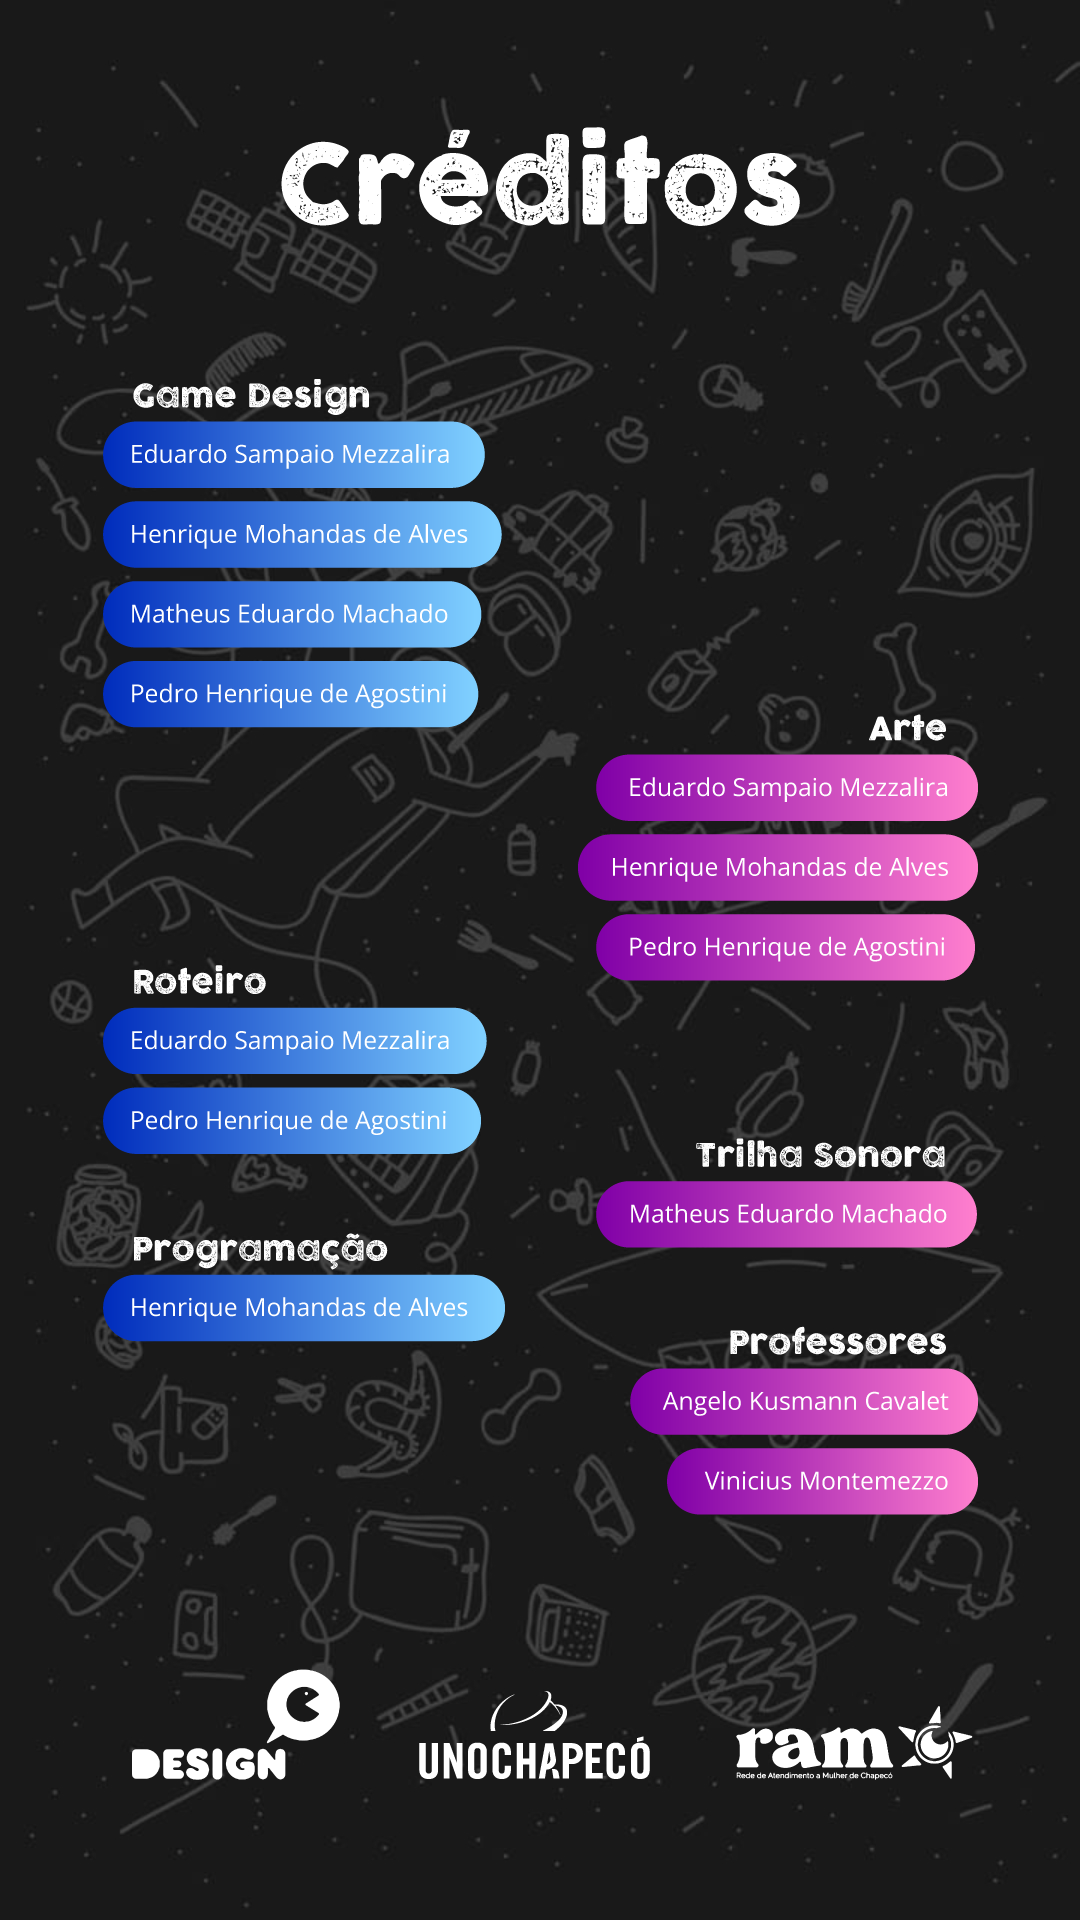 Créditos
Game Design
Eduardo Sampaio Mezzalira
Henrique Mohandas de Alves
Matheus Eduardo Machado
Pedro Henrique de Agostini
Arte
Eduardo Sampaio Mezzalira
Henrique Mohandas de Alves
Pedro Henrique de Agostini
Roteiro
Eduardo Sampaio Mezzalira
Pedro Henrique de Agostini
Trilha Sonora
Matheus Eduardo Machado
Programação
Henrique Mohandas de Alves
Professores
Angelo Kusmann Cavalet
Vinicius Montemezzo
DESIGN
UNOCHAPECÓ
ram
Rede de Atendimento a Mulher de Chapecó